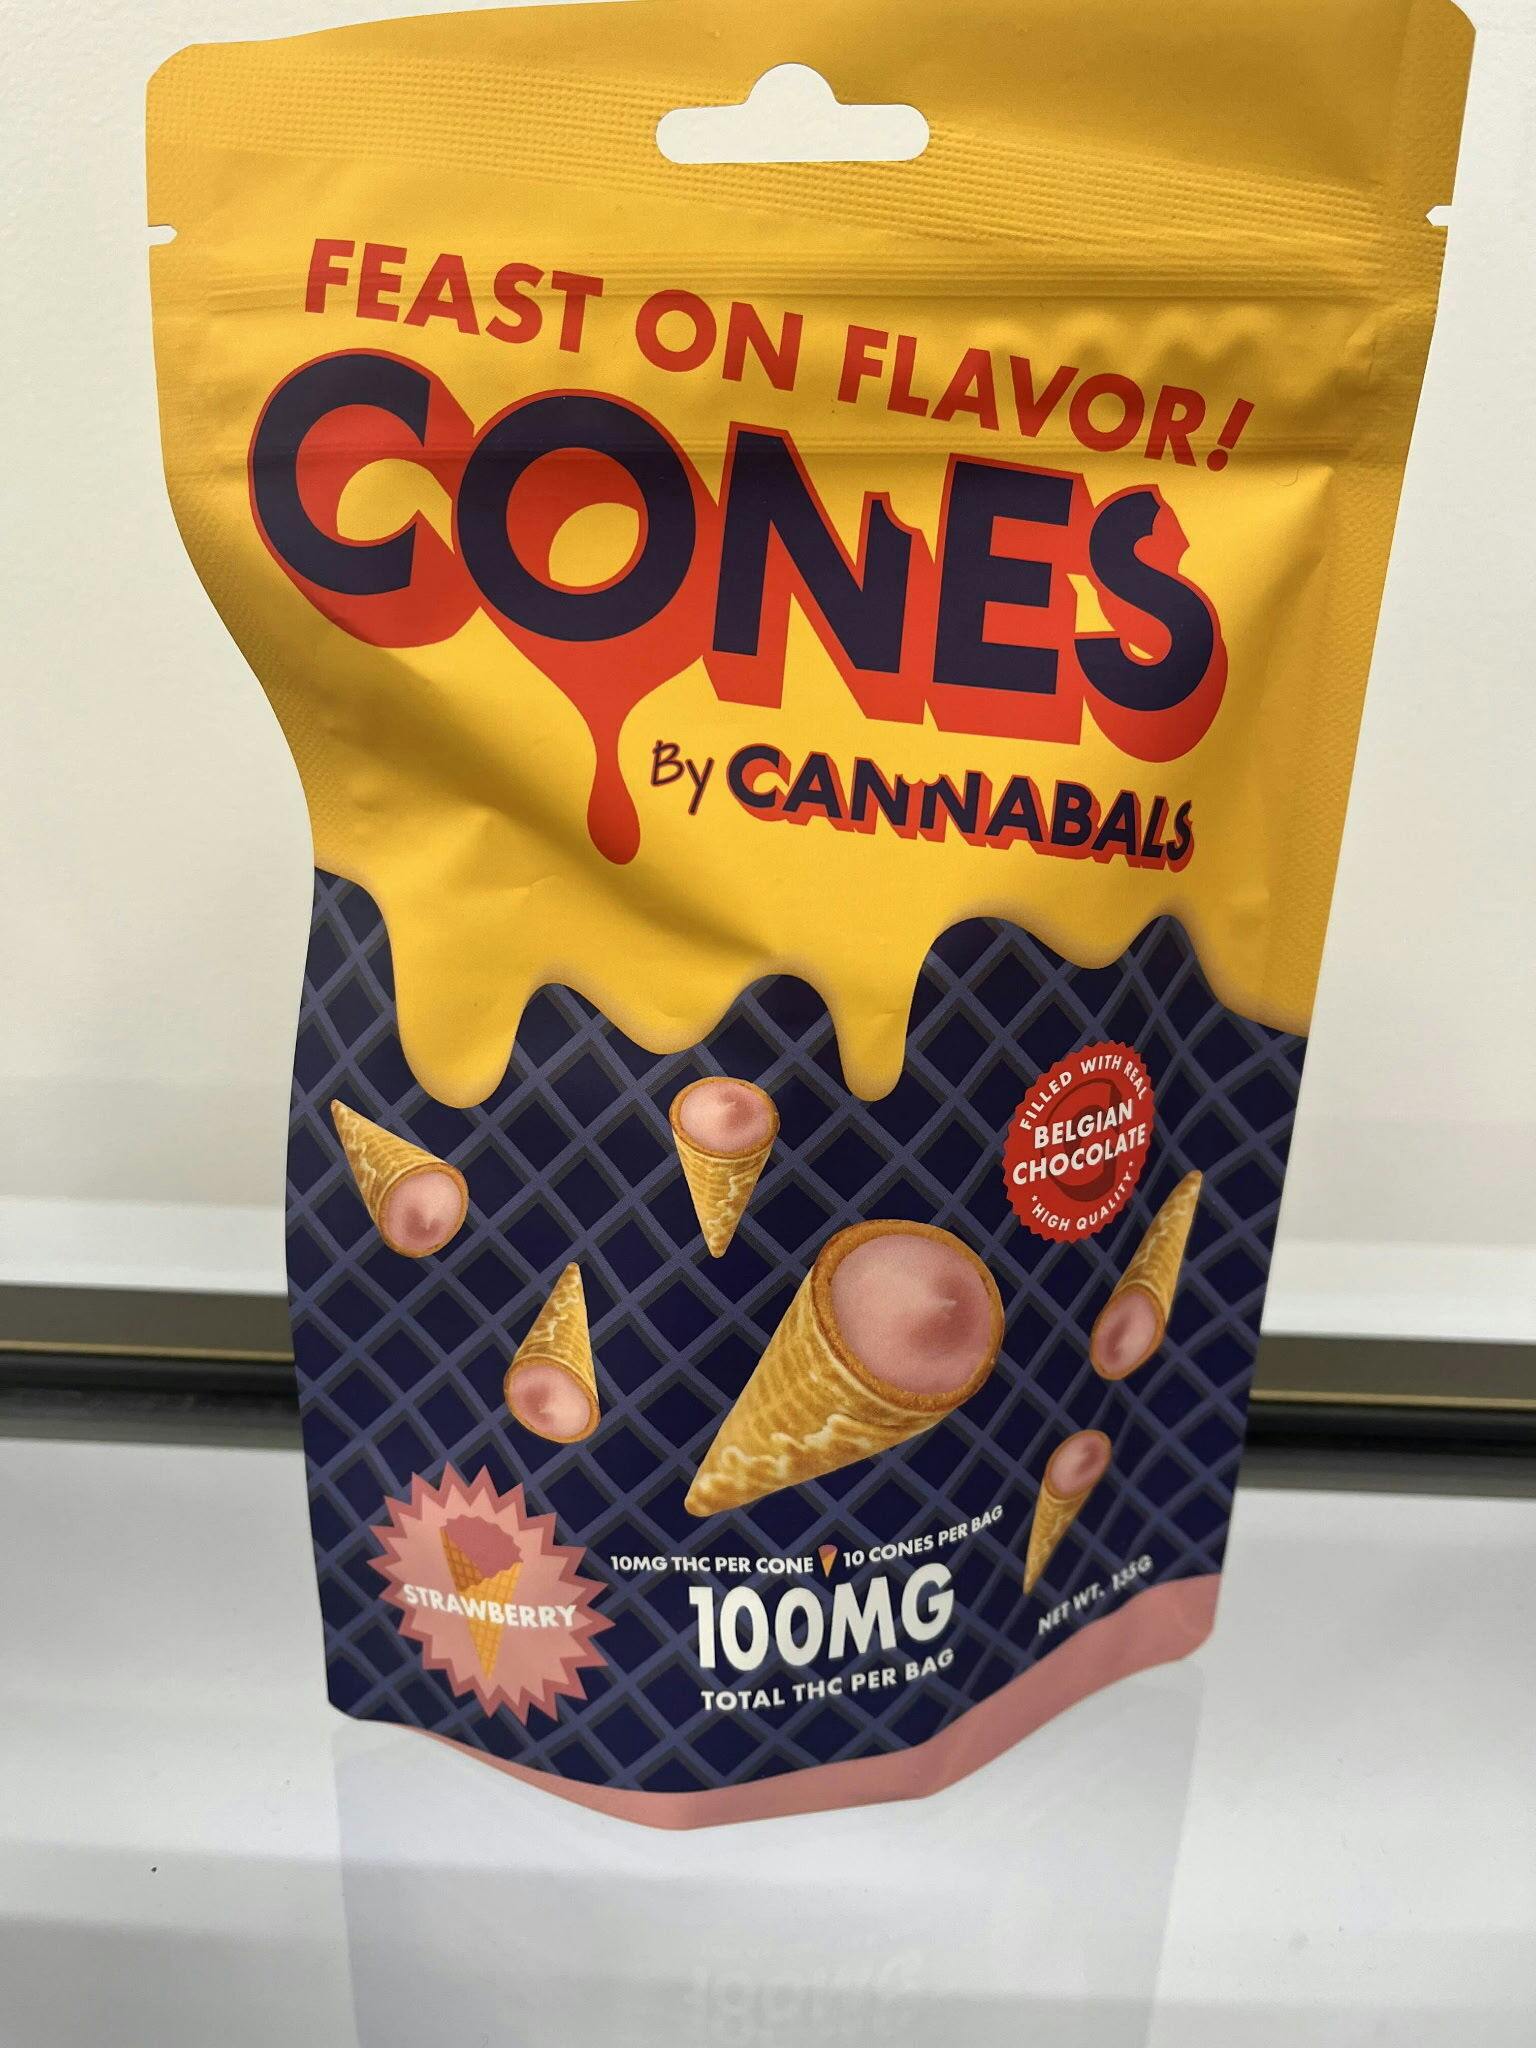 FEAST ON FLAVOR!
CONES
By CANNABALS
FILLED WITH REAL
BELGIAN
CHOCOLATE
*HIGH QUALITY*
STRAWBERRY
10MG THC PER CONE 10 CONES PER BAG
100MG
TOTAL THC PER BAG
NET WT. 135G